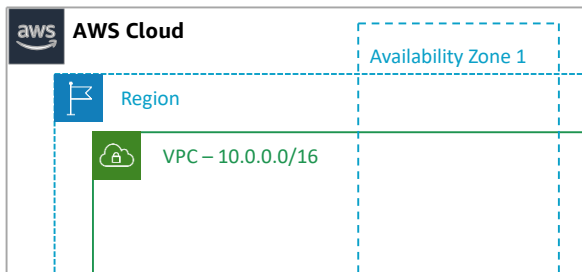 aws
AWS Cloud
Availability Zone 1
Region
VPC – 10.0.0.0/16